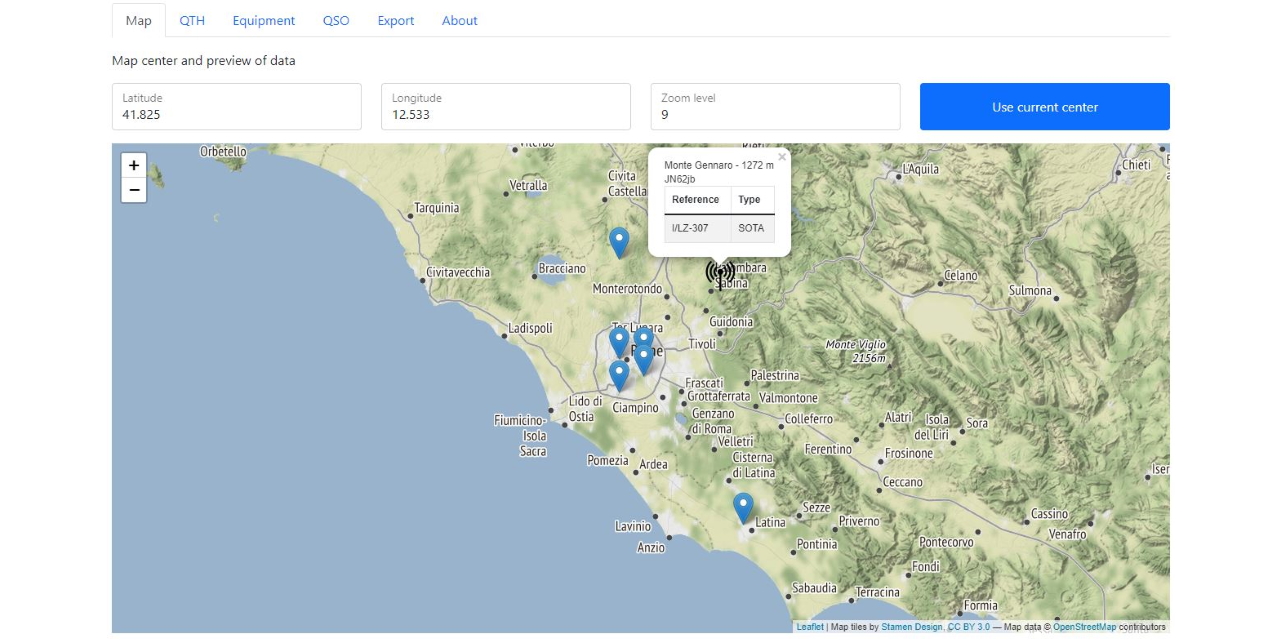 Map QTH Equipment QSO Export About
Map center and preview of data
Latitude
41.825
Longitude
12.533
Zoom level
9
Use current center
+
−
Orbetello
Viterbo
Rieti
Chieti
L'Aquila
Vetralla
Civita
Castella
Tarquinia
Monte Gennaro - 1272 m
JN62jb
×
Reference Type
I/LZ-307 SOTA
Civitavecchia
Bracciano
Sabina
Celano
Monterotondo
Sulmona
Ladispoli
Guidonia
Tivoli
Monte Viglio
2156m
Palestrina
Frascati
Grottaferrata
Valmontone
Lido di
Ostia
Ciampino
Genzano
di Roma
Colleferro
Alatri
Isola
del Liri
Sora
Fiumicino-
Isola
Sacra
Velletri
Ferentino
Frosinone
Pomezia
Ardea
Cisterna
di Latina
Ceccano
Latina
Sezze
Priverno
Cassino
Venafro
Lavinio
Anzio
Pontinia
Pontecorvo
Fondi
Sabaudia
Terracina
Formia
Leaflet | Map tiles by Stamen Design, CC BY 3.0 — Map data © OpenStreetMap contributors